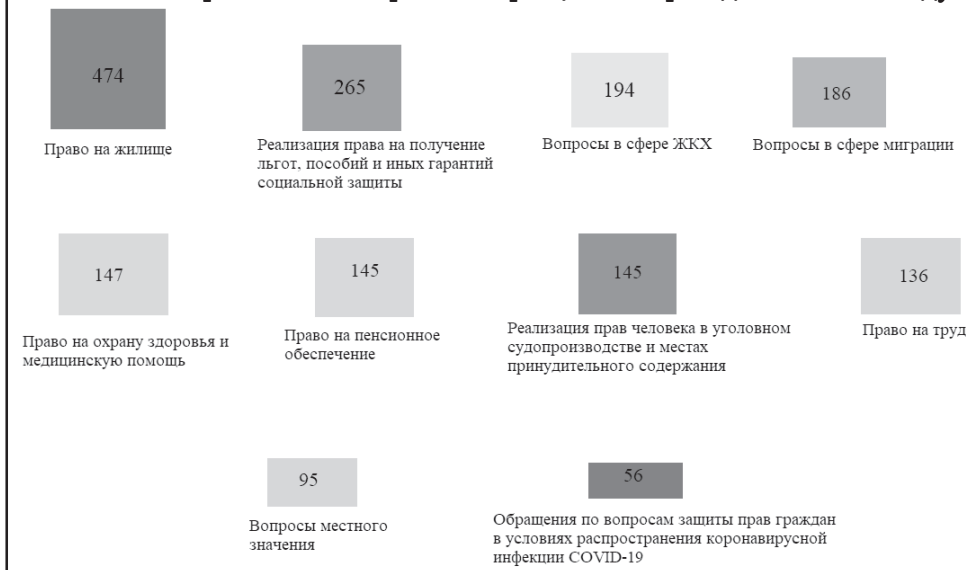 474
Право на жилище
265
Реализация права на получение
льгот, пособий и иных гарантий
социальной защиты
194
Вопросы в сфере ЖКХ
186
Вопросы в сфере миграции
147
Право на охрану здоровья и
медицинскую помощь
145
Право на пенсионное
обеспечение
145
Реализация прав человека в уголовном
судопроизводстве и местах
принудительного содержания
136
Право на труд
95
Вопросы местного
значения
56
Обращения по вопросам защиты прав граждан
в условиях распространения коронавирусной
инфекции COVID-19